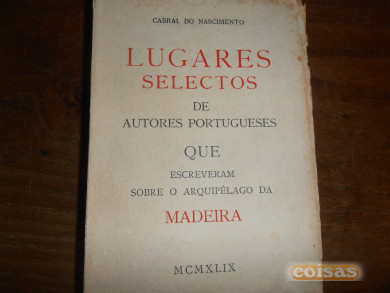 CABRAL DO NASCIMENTO
LUGARES
SELECTOS
DE
AUTORES PORTUGUESES
QUE
ESCREVERAM
SOBRE O ARQUIPÉLAGO DA
MADEIRA
MCMXLIX
coisas